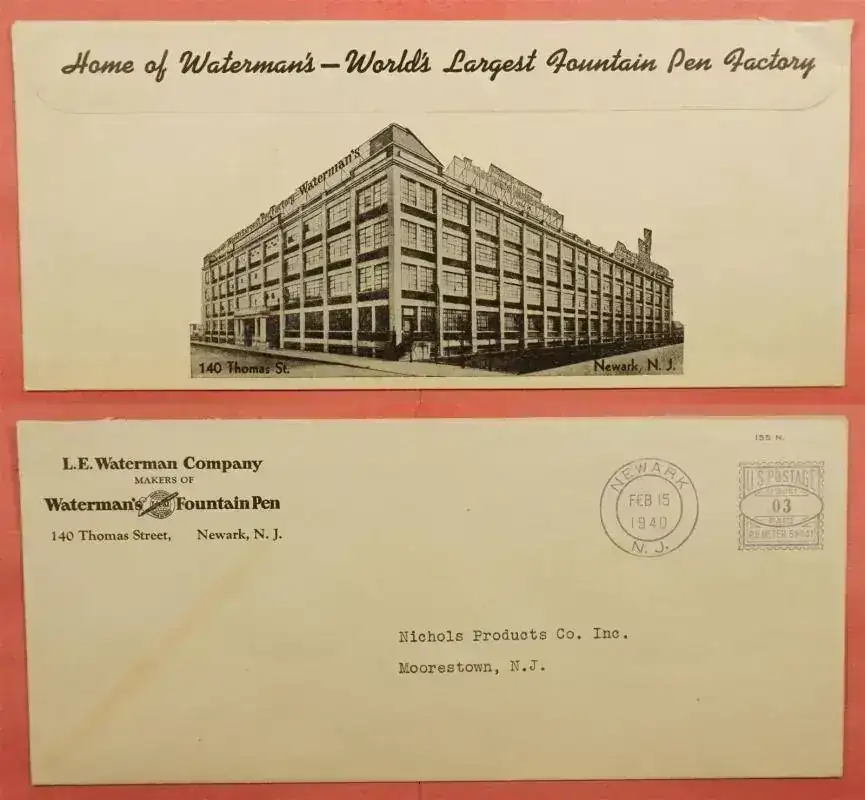 Home of Waterman's — World's Largest Fountain Pen Factory
Waterman's
140 Thomas St.
Newark, N. J.
L.E. Waterman Company
MAKERS OF
Waterman's Fountain Pen
140 Thomas Street, Newark, N. J.
NEWARK
FEB 15
1940
N. J.
155 N.
U.S. POSTAGE
03
P.B. METER
Nichols Products Co. Inc.
Moorestown, N.J.